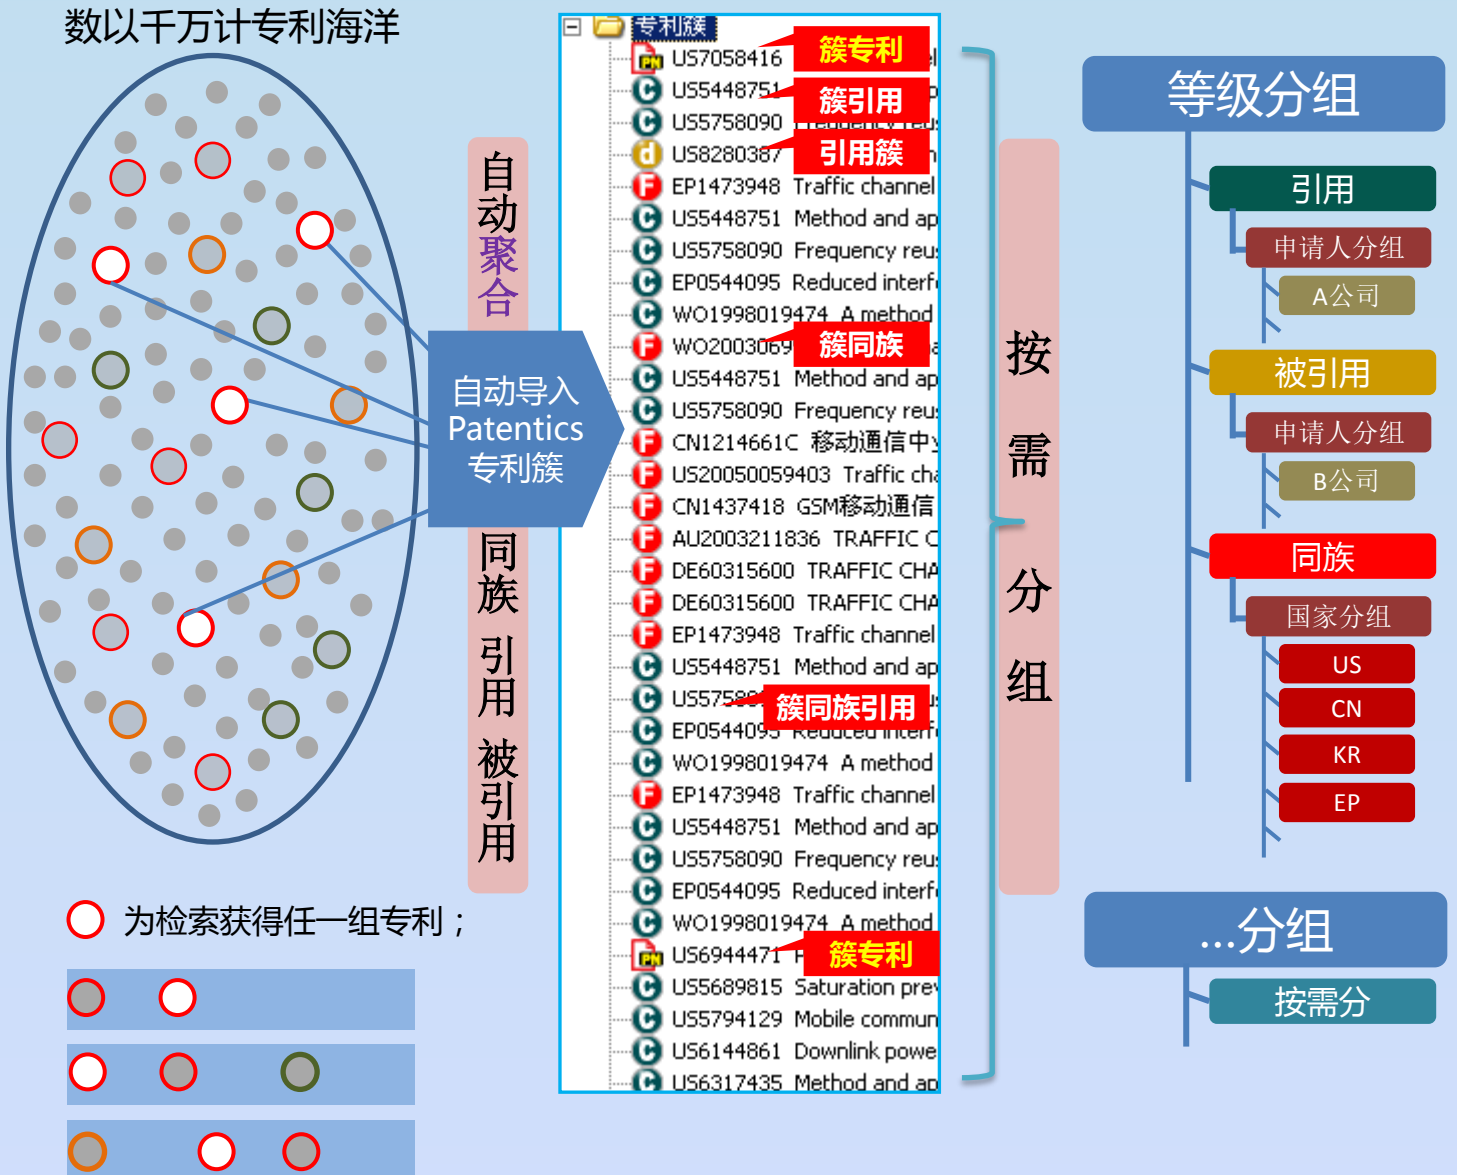 数以千万计专利海洋
自动聚合
自动导入
Patentics
专利簇
同族 引用 被引用
为检索获得任一组专利；
专利簇
US7058416
簇专利
US5448751
簇引用
US5758090 Frequency reu
US8280387
引用簇
EP1473948 Traffic channel
US5448751 Method and ap
US5758090 Frequency reu
EP0544095 Reduced interf
WO1998019474 A method
WO2003069
簇同族
US5448751 Method and ap
US5758090 Frequency reu
CN1214661C 移动通信中
US20050059403 Traffic cha
CN1437418 GSM移动通信
AU2003211836 TRAFFIC C
DE60315600 TRAFFIC CHA
DE60315600 TRAFFIC CHA
EP1473948 Traffic channel
US5448751 Method and ap
US5758
簇同族引用
EP0544095 Reduced interf
WO1998019474 A method
EP1473948 Traffic channel
US5448751 Method and ap
US5758090 Frequency reu
EP0544095 Reduced interf
WO1998019474 A method
US6944471
簇专利
US5689815 Saturation prev
US5794129 Mobile commun
US6144861 Downlink powe
US6317435 Method and ap
按需分组
等级分组
引用
申请人分组
A公司
被引用
申请人分组
B公司
同族
国家分组
US
CN
KR
EP
...分组
按需分